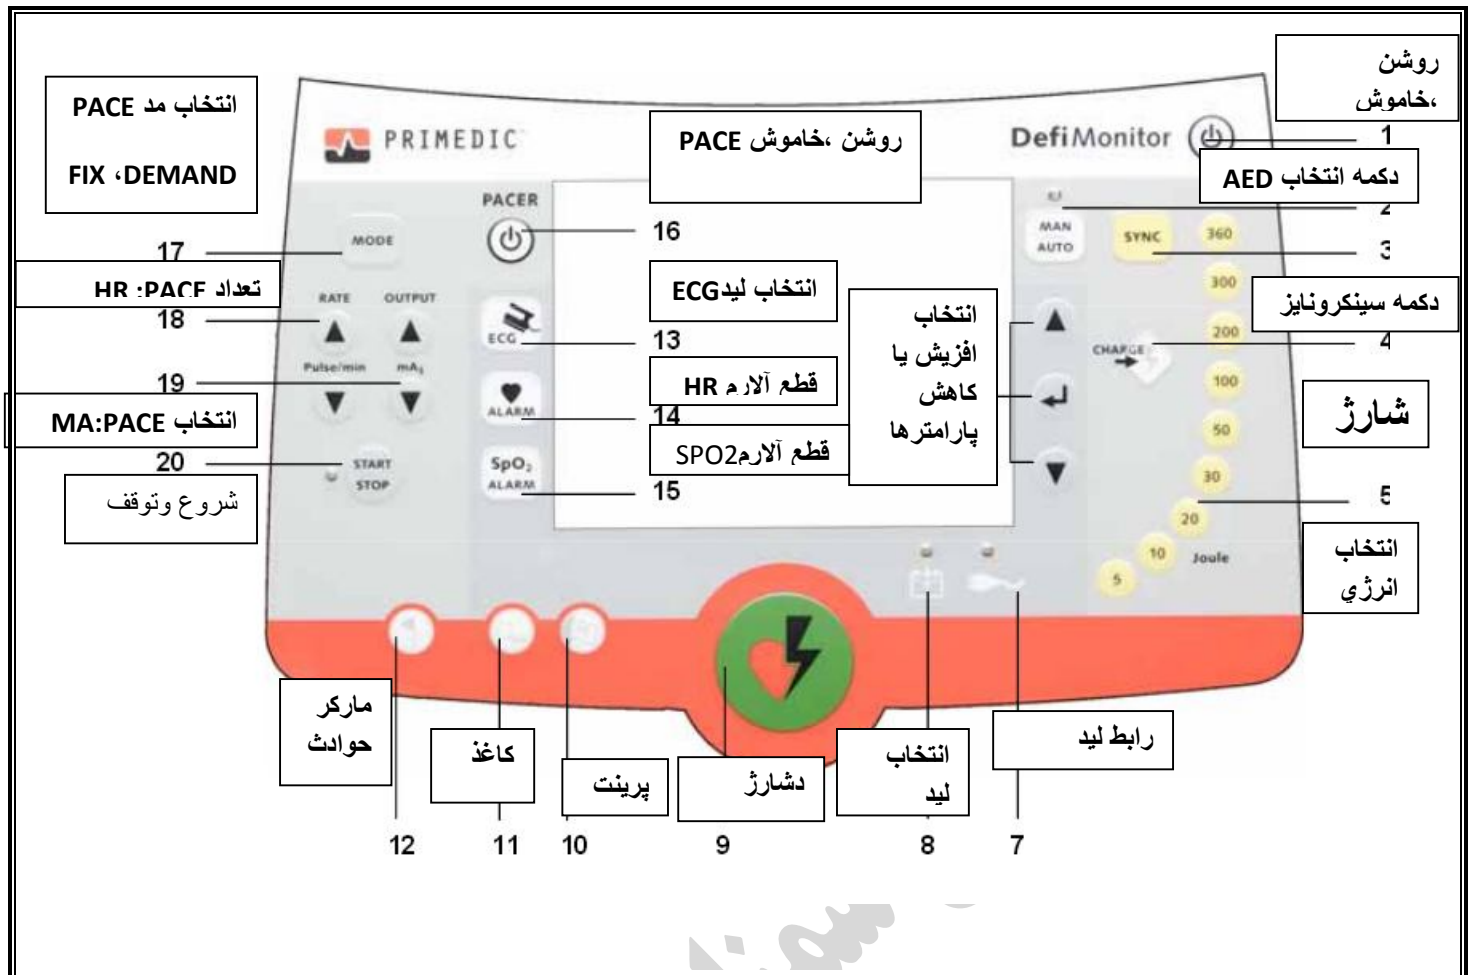 روشن
،خاموش
انتخاب مد PACE
FIX ،DEMAND
PRIMEDIC
روشن ،خاموش PACE
DefiMonitor
1
دکمه انتخاب AED
2
PACER
16
MODE
17
MAN
AUTO
SYNC
360
3
تعداد HR :PACE
RATE
OUTPUT
18
انتخاب لیدECG
ECG
13
انتخاب
افزیش یا
کاهش
پارامترها
300
دکمه سینکرونایز
200
CHARGE
4
Pulse/min
mA
19
قطع آلارم HR
ALARM
14
100
شارژ
انتخاب MA:PACE
50
20
START
STOP
قطع آلارمSPO2
SpO₂
ALARM
15
30
5
شروع وتوقف
20
10
Joule
5
انتخاب
انرژي
مارکر
حوادث
کاغذ
پرینت
دشارژ
انتخاب
لید
رابط لید
12
11
10
9
8
7